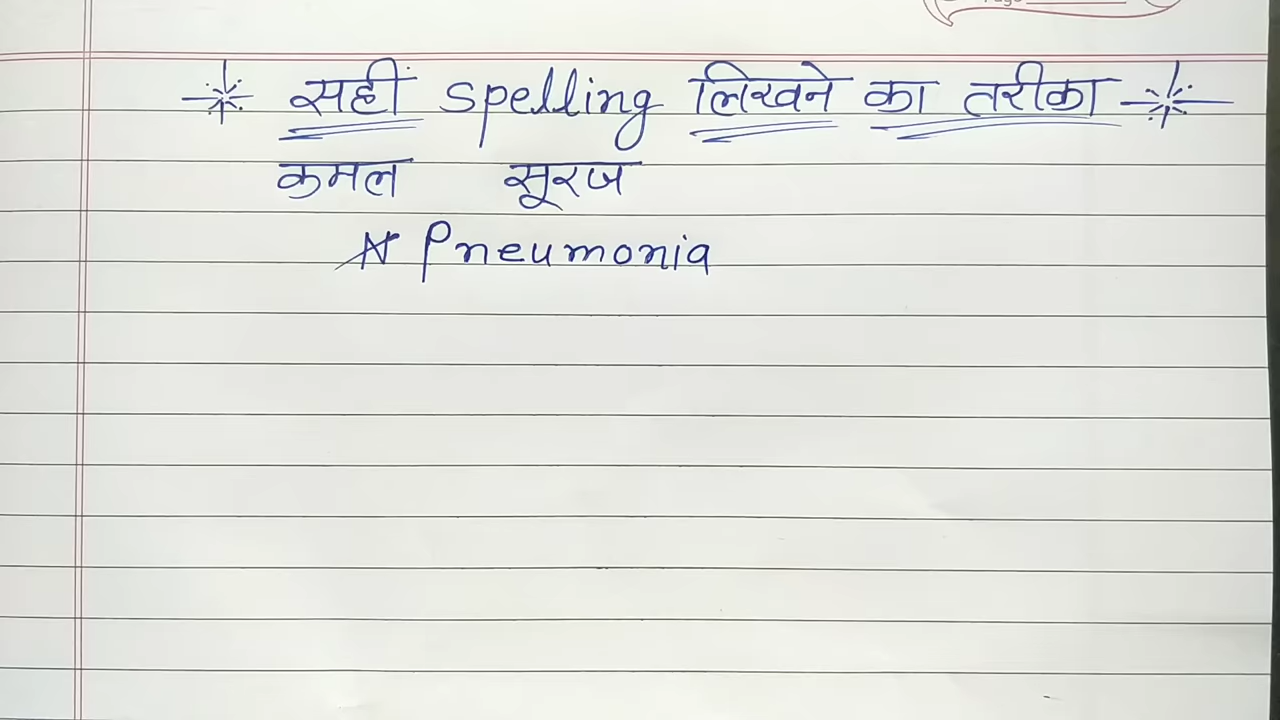 सहीं spelling लिखने का तरीका
कमल सूरज
N Pneumonia